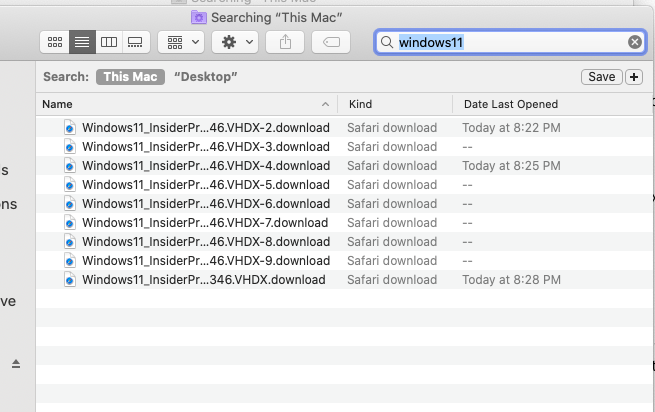 Searching “This Mac”
windows11
Search: This Mac “Desktop” Save +
Name Kind Date Last Opened
Windows11_InsiderPr...46.VHDX-2.download Safari download Today at 8:22 PM
Windows11_InsiderPr...46.VHDX-3.download Safari download --
Windows11_InsiderPr...46.VHDX-4.download Safari download Today at 8:25 PM
Windows11_InsiderPr...46.VHDX-5.download Safari download --
Windows11_InsiderPr...46.VHDX-6.download Safari download --
Windows11_InsiderPr...46.VHDX-7.download Safari download --
Windows11_InsiderPr...46.VHDX-8.download Safari download --
Windows11_InsiderPr...46.VHDX-9.download Safari download --
Windows11_InsiderPr...346.VHDX.download Safari download Today at 8:28 PM
s
ons
ve